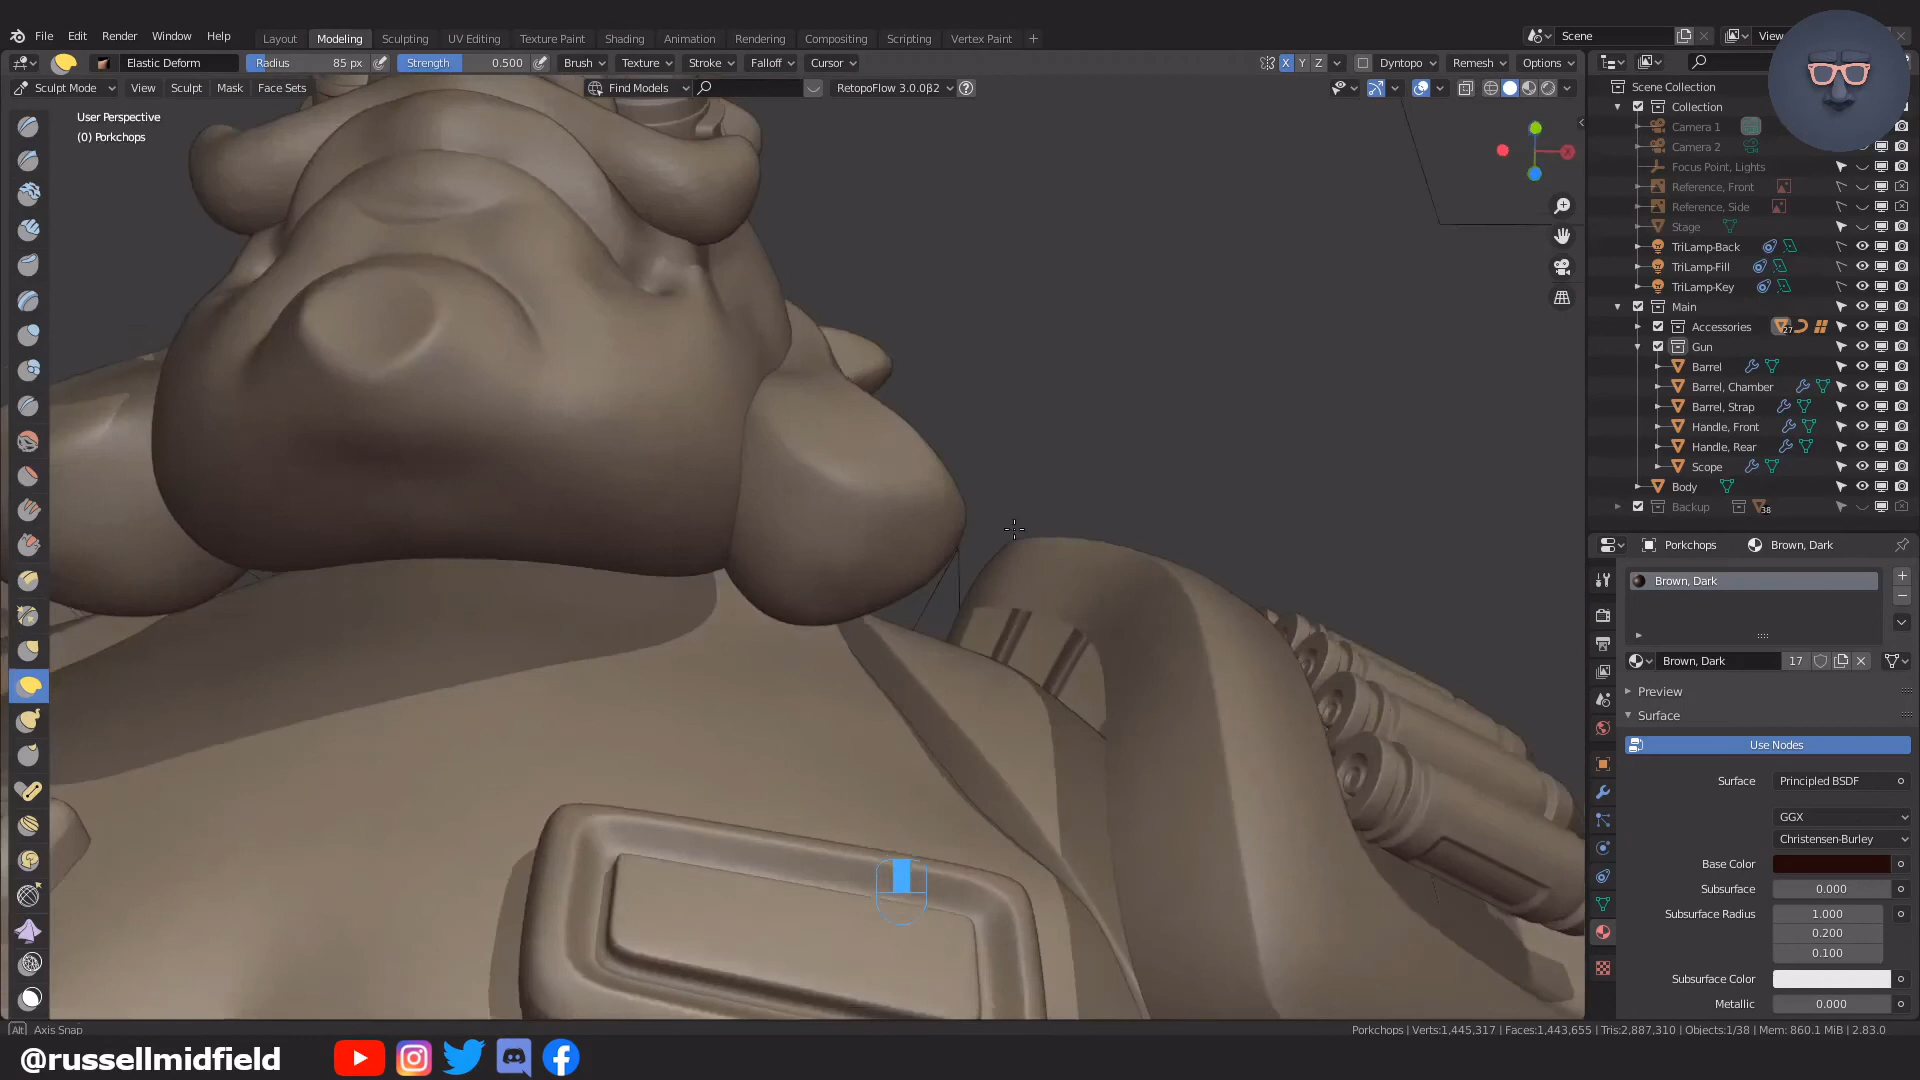 File Edit Render Window Help
Layout Modeling Sculpting UV Editing Texture Paint Shading Animation Rendering Compositing Scripting Vertex Paint +
Scene
View
Elastic Deform Radius 85 px Strength 0.500 Brush Texture Stroke Falloff Cursor
X Y Z Dyntopo Remesh Options
Sculpt Mode View Sculpt Mask Face Sets Find Models RetopoFlow 3.0.0β2
User Perspective
(0) Porkchops
Scene Collection
Collection
Camera 1
Camera 2
Focus Point, Lights
Reference, Front
Reference, Side
Stage
TriLamp-Back
TriLamp-Fill
TriLamp-Key
Main
Accessories 27
Gun
Barrel
Barrel, Chamber
Barrel, Strap
Handle, Front
Handle, Rear
Scope
Body
Backup 38
Porkchops Brown, Dark
Brown, Dark
Brown, Dark 17
Preview
Surface
Use Nodes
Surface Principled BSDF
GGX
Christensen-Burley
Base Color
Subsurface 0.000
Subsurface Radius 1.000
0.200
0.100
Subsurface Color
Metallic 0.000
Alt Axis Snap
Porkchops | Verts:1,445,317 | Faces:1,443,655 | Tris:2,887,310 | Objects:1/38 | Mem: 860.1 MiB | 2.83.0
@russellmidfield